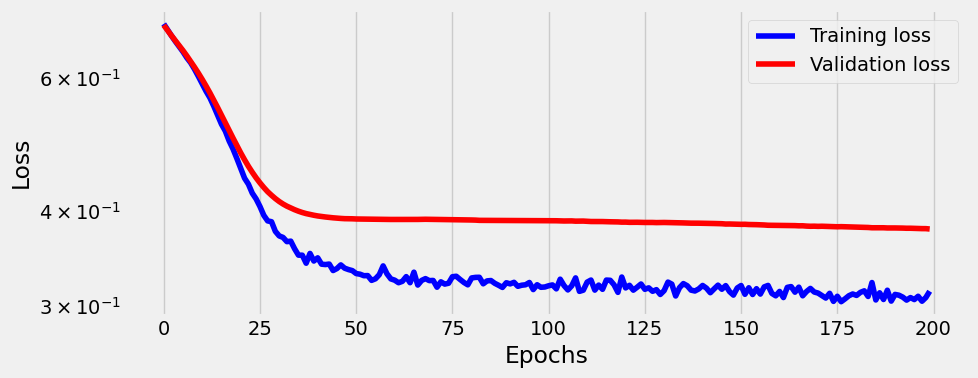 Training loss
Validation loss
6 × 10⁻¹
4 × 10⁻¹
3 × 10⁻¹
Loss
0 25 50 75 100 125 150 175 200
Epochs